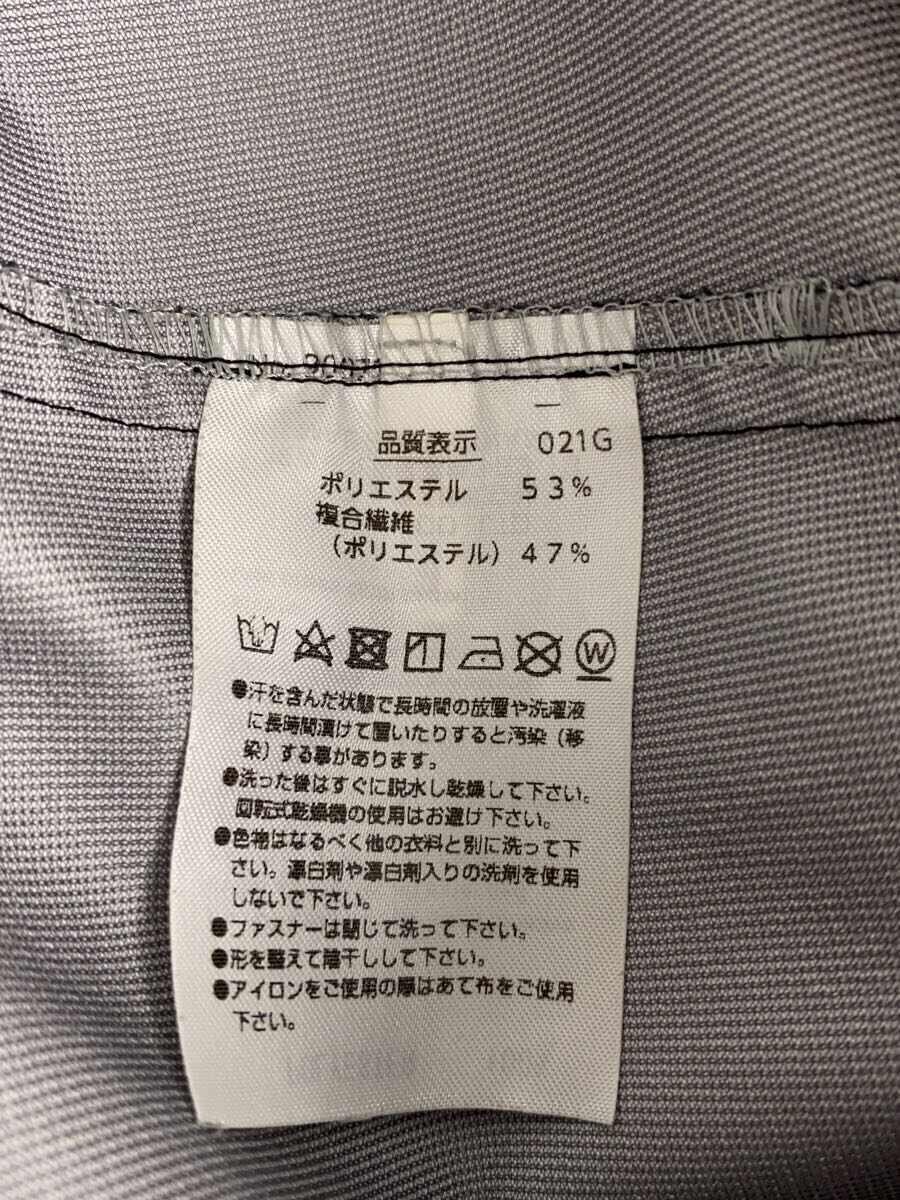 品質表示 021G
ポリエステル 53%
複合繊維
(ポリエステル) 47%
W
●汗を含んだ状態で長時間の放置や洗濯液
に長時間漬けて置いたりすると汚染(移
染)する事があります。
●洗った後はすぐに脱水し乾燥して下さい。
回転式乾燥機の使用はお避け下さい。
●色物はなるべく他の衣料と別に洗って下
さい。漂白剤や漂白剤入りの洗剤を使用
しないで下さい。
●ファスナーは閉じて洗って下さい。
●形を整えて陰干しして下さい。
●アイロンをご使用の際はあて布をご使用
下さい。